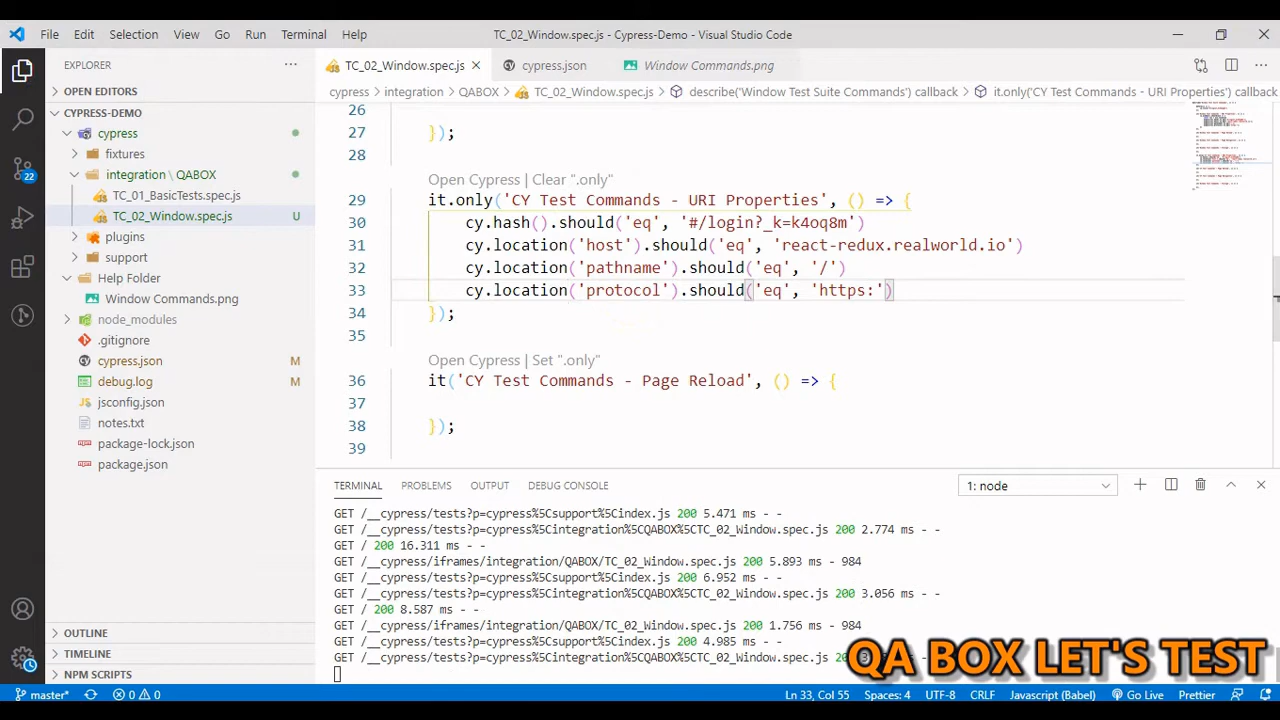 File Edit Selection View Go Run Terminal Help
TC_02_Window.spec.js - Cypress-Demo - Visual Studio Code
EXPLORER
OPEN EDITORS
CYPRESS-DEMO
cypress
fixtures
integration \ QABOX
TC_01_BasicTests.spec.js
TC_02_Window.spec.js U
plugins
support
Help Folder
Window Commands.png
node_modules
.gitignore
cypress.json M
debug.log M
jsconfig.json
notes.txt
package-lock.json
package.json
OUTLINE
TIMELINE
NPM SCRIPTS
22
TC_02_Window.spec.js cypress.json Window Commands.png
cypress > integration > QABOX > TC_02_Window.spec.js > describe('Window Test Suite Commands') callback > it.only('CY Test Commands - URI Properties') callback
26
27 });
28
Open Cypress | Clear ".only"
29 it.only('CY Test Commands - URI Properties', () => {
30 cy.hash().should('eq', '#/login?_k=k4oq8m')
31 cy.location('host').should('eq', 'react-redux.realworld.io')
32 cy.location('pathname').should('eq', '/')
33 cy.location('protocol').should('eq', 'https:')
34 });
35
Open Cypress | Set ".only"
36 it('CY Test Commands - Page Reload', () => {
37
38 });
39
TERMINAL PROBLEMS OUTPUT DEBUG CONSOLE 1: node
GET /__cypress/tests?p=cypress%5Csupport%5Cindex.js 200 5.471 ms - -
GET /__cypress/tests?p=cypress%5Cintegration%5CQABOX%5CTC_02_Window.spec.js 200 2.774 ms - -
GET / 200 16.311 ms - -
GET /__cypress/iframes/integration/QABOX/TC_02_Window.spec.js 200 5.893 ms - 984
GET /__cypress/tests?p=cypress%5Csupport%5Cindex.js 200 6.952 ms - -
GET /__cypress/tests?p=cypress%5Cintegration%5CQABOX%5CTC_02_Window.spec.js 200 3.056 ms - -
GET / 200 8.587 ms - -
GET /__cypress/iframes/integration/QABOX/TC_02_Window.spec.js 200 1.756 ms - 984
GET /__cypress/tests?p=cypress%5Csupport%5Cindex.js 200 4.985 ms - -
GET /__cypress/tests?p=cypress%5Cintegration%5CQABOX%5CTC_02_Window.spec.js 200
QA BOX LET'S TEST
master* 0 0 Ln 33, Col 55 Spaces: 4 UTF-8 CRLF Javascript (Babel) Go Live Prettier